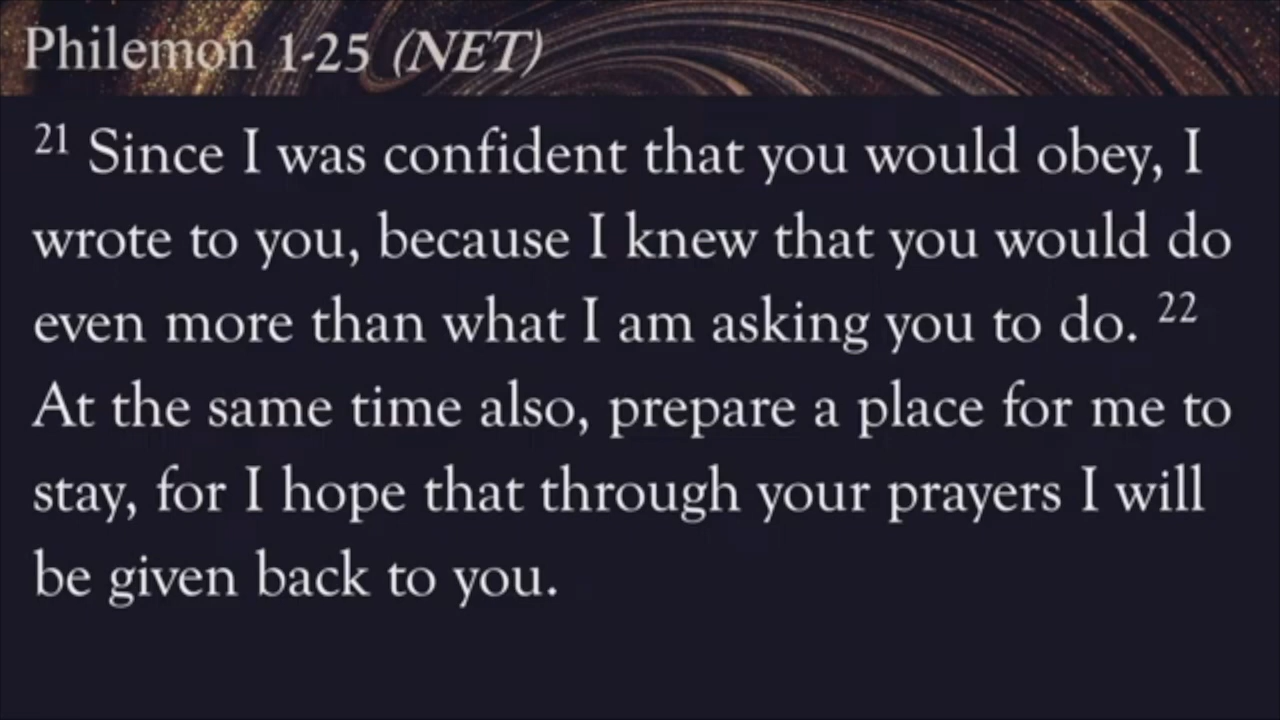 Philemon 1-25 (NET)
21 Since I was confident that you would obey, I
wrote to you, because I knew that you would do
even more than what I am asking you to do. 22
At the same time also, prepare a place for me to
stay, for I hope that through your prayers I will
be given back to you.